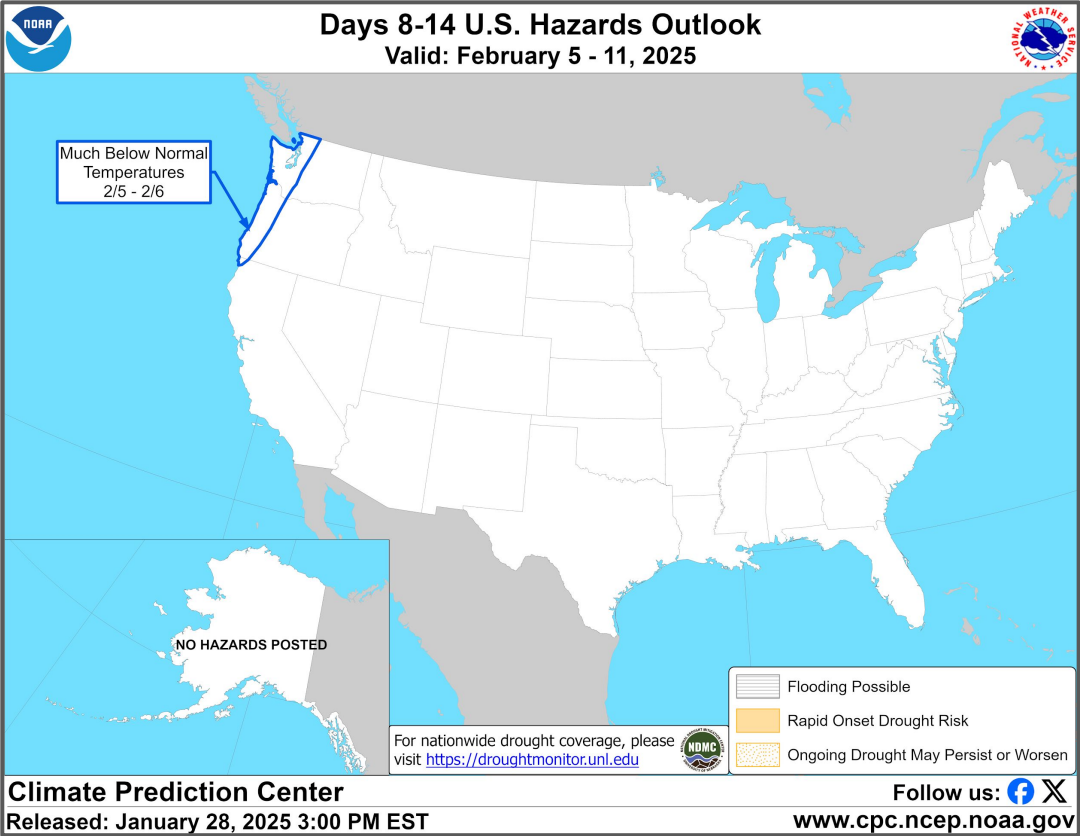 NOAA
Days 8-14 U.S. Hazards Outlook
Valid: February 5 - 11, 2025
NATIONAL WEATHER SERVICE
Much Below Normal
Temperatures
2/5 - 2/6
NO HAZARDS POSTED
For nationwide drought coverage, please
visit https://droughtmonitor.unl.edu
NDMC
Flooding Possible
Rapid Onset Drought Risk
Ongoing Drought May Persist or Worsen
Climate Prediction Center
Follow us:
Released: January 28, 2025 3:00 PM EST
www.cpc.ncep.noaa.gov